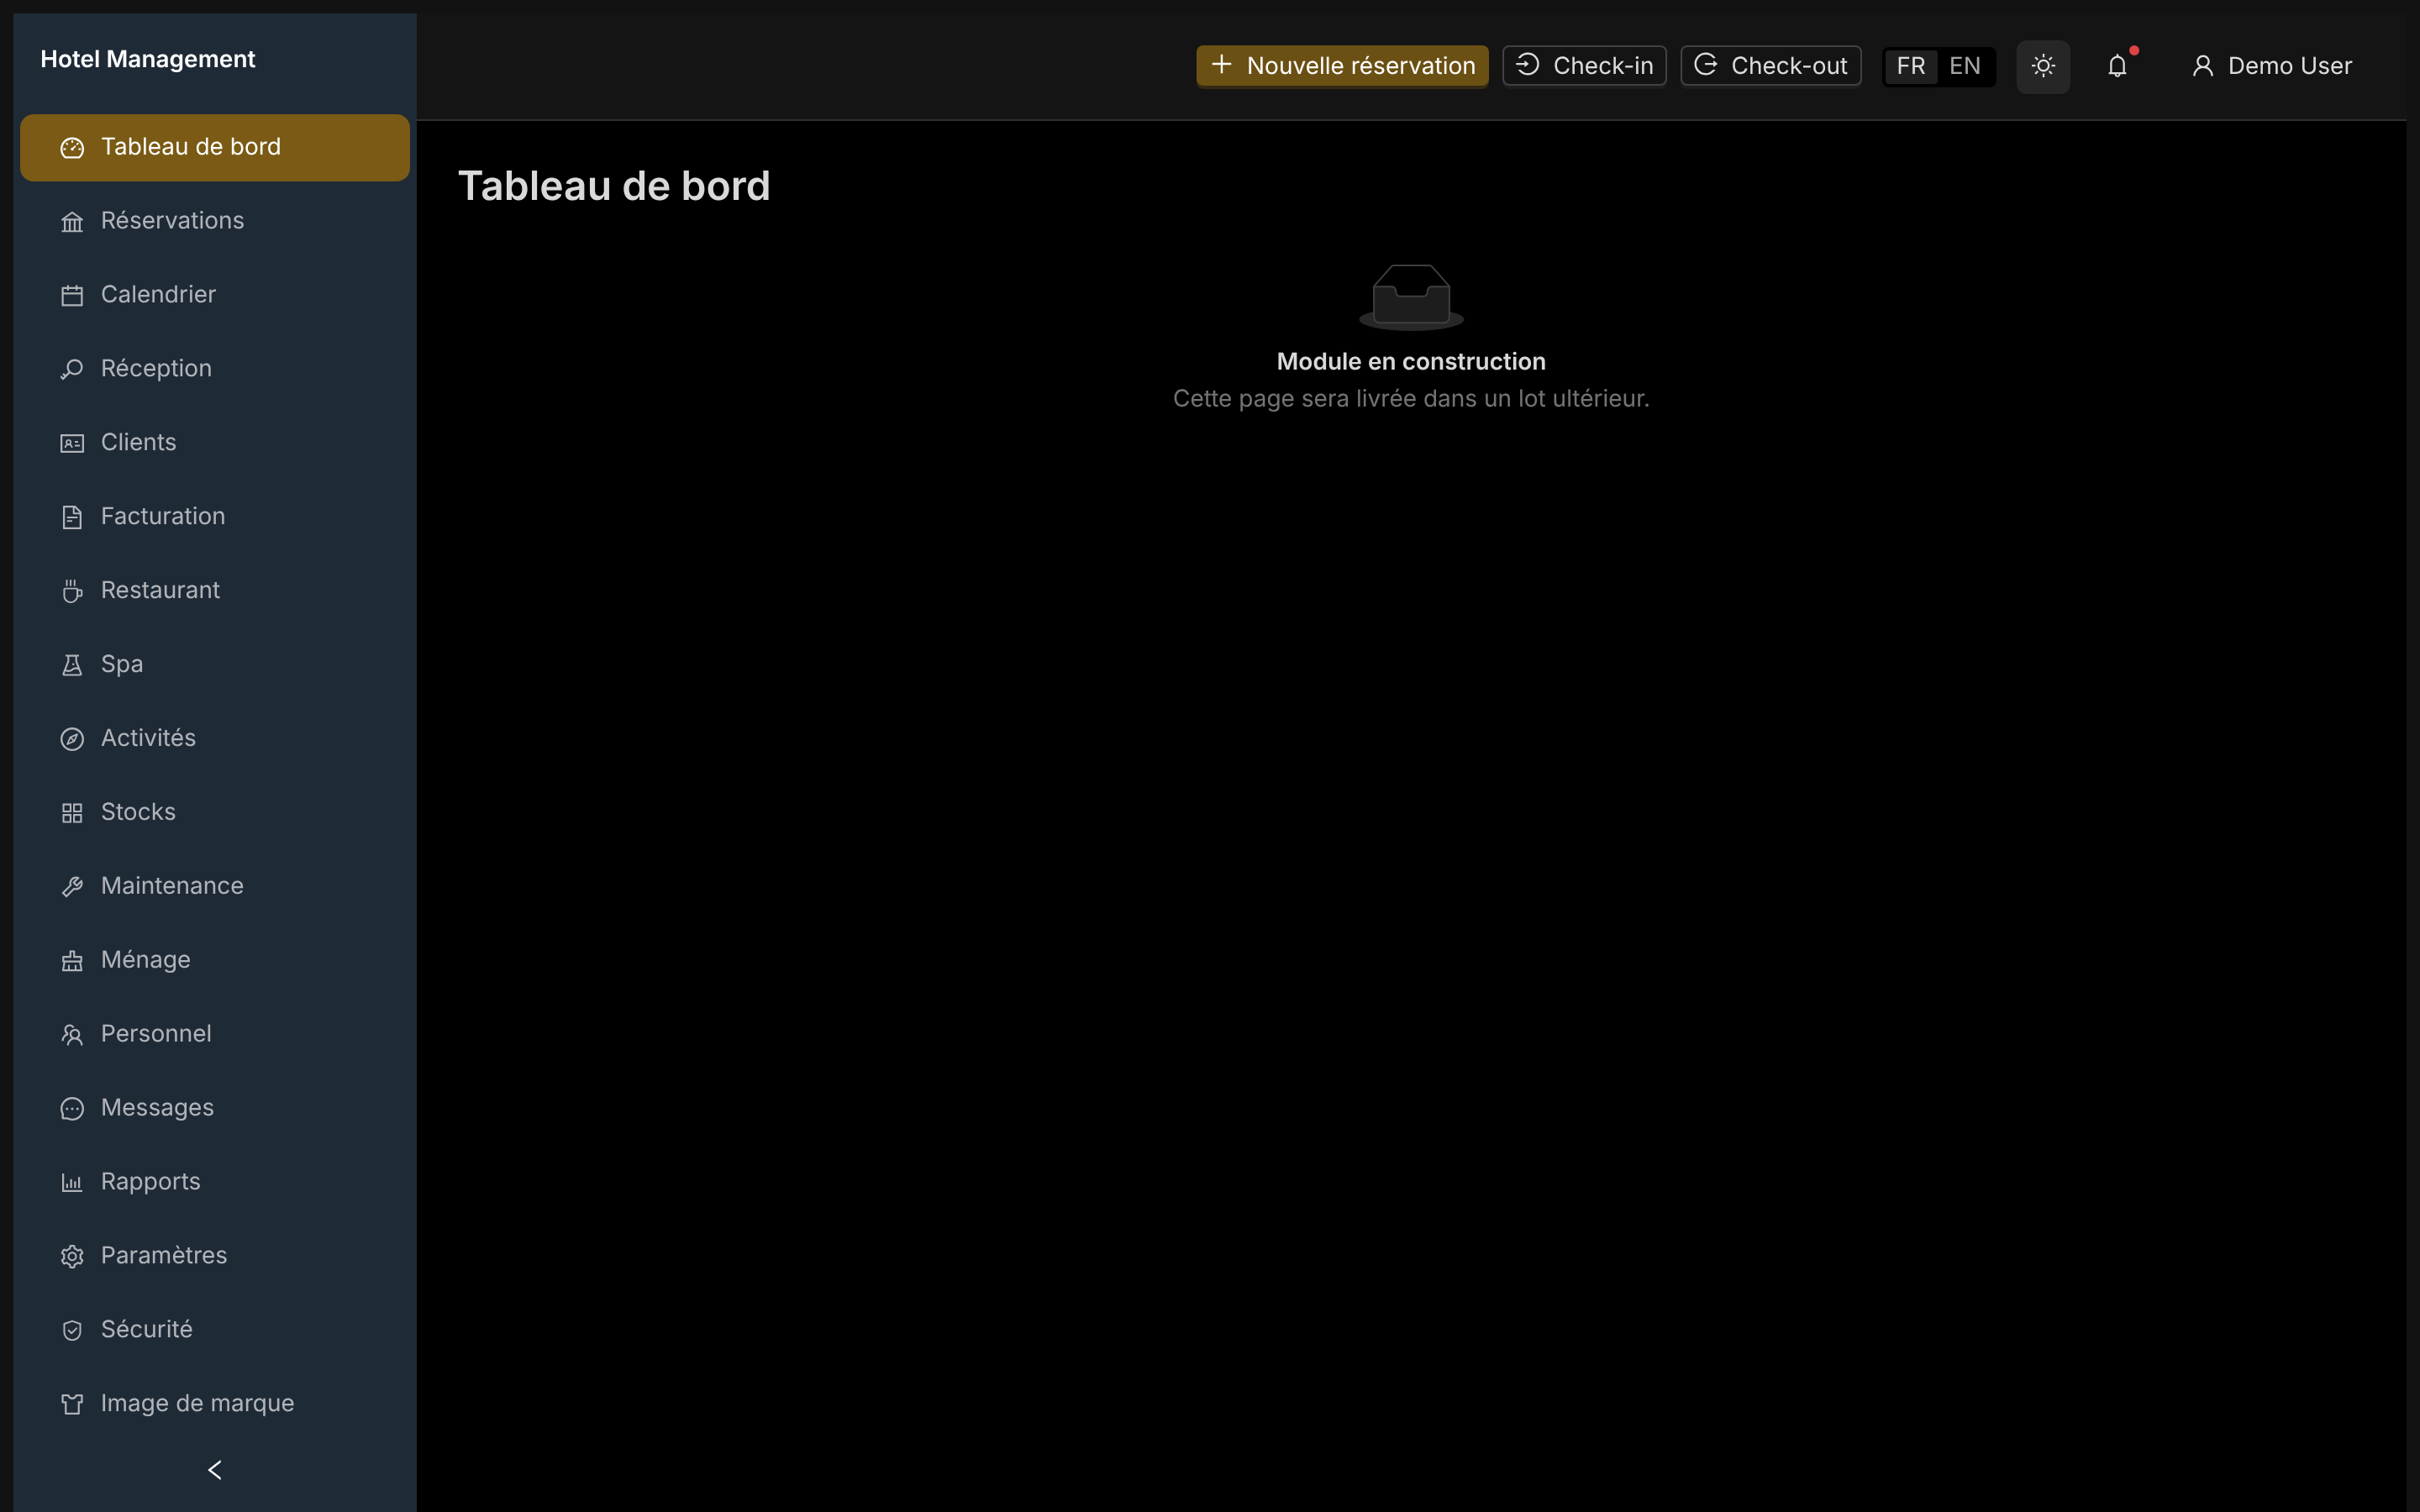 Hotel Management
Nouvelle réservation
Check-in
Check-out
FR
EN
Demo User
Tableau de bord
Réservations
Calendrier
Réception
Clients
Facturation
Restaurant
Spa
Activités
Stocks
Maintenance
Ménage
Personnel
Messages
Rapports
Paramètres
Sécurité
Image de marque
Tableau de bord
Module en construction
Cette page sera livrée dans un lot ultérieur.